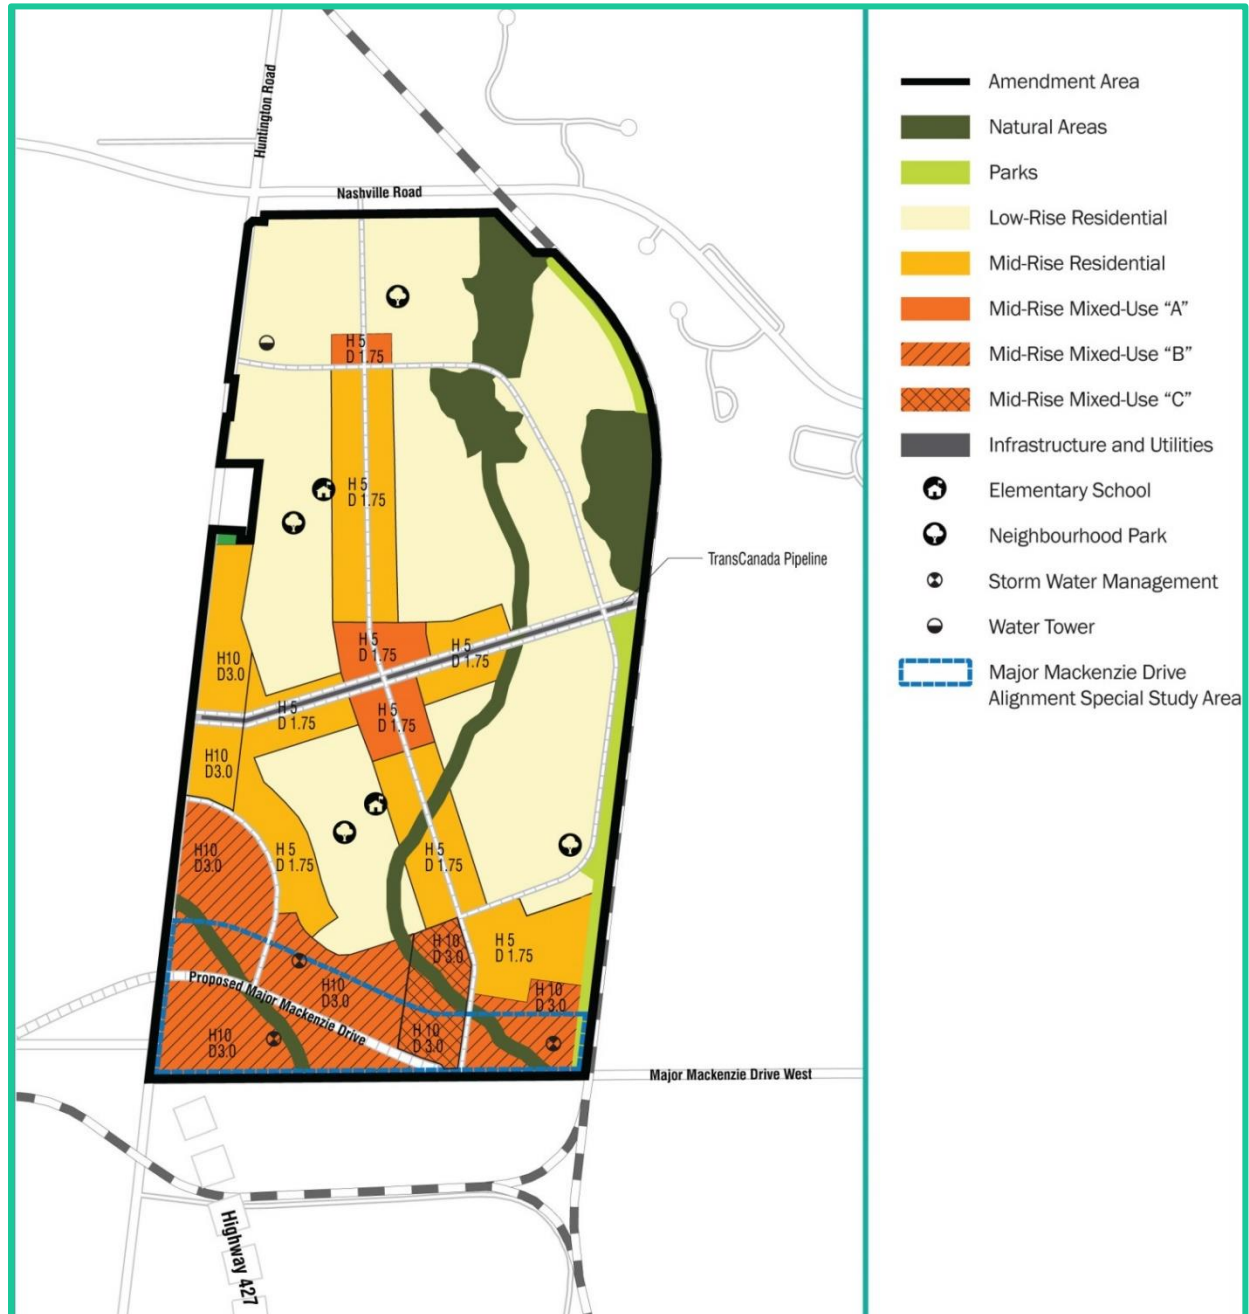 Huntington Road
Nashville Road
H 5
D 1.75
H 5
D 1.75
TransCanada Pipeline
H 5
D 1.75
H 5
D 1.75
H10
D3.0
H 5
D 1.75
H 5
D 1.75
H10
D3.0
H10
D3.0
H 5
D 1.75
H 5
D 1.75
H 10
D 3.0
H 5
D 1.75
Proposed Major Mackenzie Drive
H10
D3.0
H 10
D 3.0
H10
D3.0
H 10
D 3.0
Major Mackenzie Drive West
Highway 427
Amendment Area
Natural Areas
Parks
Low-Rise Residential
Mid-Rise Residential
Mid-Rise Mixed-Use “A”
Mid-Rise Mixed-Use “B”
Mid-Rise Mixed-Use “C”
Infrastructure and Utilities
Elementary School
Neighbourhood Park
Storm Water Management
Water Tower
Major Mackenzie Drive
Alignment Special Study Area